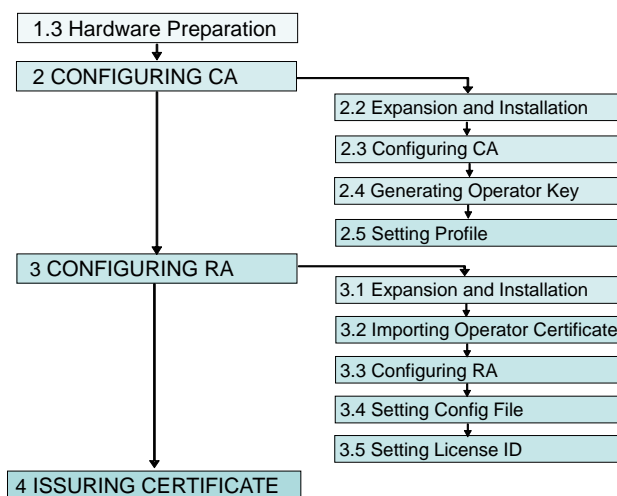 1.3 Hardware Preparation
2 CONFIGURING CA
2.2 Expansion and Installation
2.3 Configuring CA
2.4 Generating Operator Key
2.5 Setting Profile
3 CONFIGURING RA
3.1 Expansion and Installation
3.2 Importing Operator Certificate
3.3 Configuring RA
3.4 Setting Config File
3.5 Setting License ID
4 ISSURING CERTIFICATE